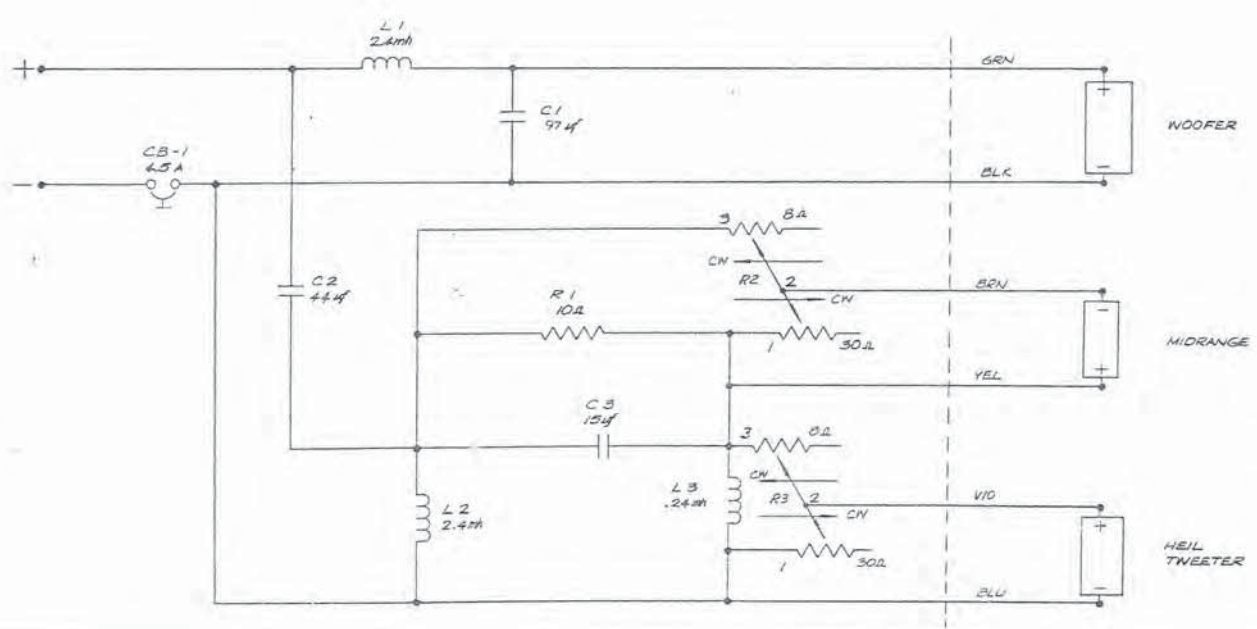 L1
2.4mh
+
GRN
+
C1
97 uf
WOOFER
CB-1
4.5A
-
-
BLK
3
8Ω
CW
R2
2
CW
BRN
-
C2
44uf
R1
10Ω
1
30Ω
MIDRANGE
+
YEL
C3
15uf
3
8Ω
CW
L3
.24mh
R3
2
CW
VIO
+
L2
2.4mh
1
30Ω
HEIL
TWEETER
-
BLU